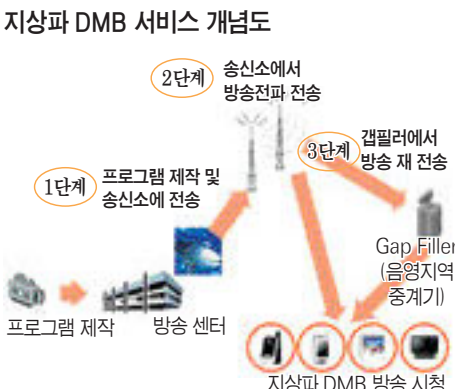 지상파 DMB 서비스 개념도
2단계
송신소에서
방송전파 전송
3단계
갭필러에서
방송 재 전송
1단계
프로그램 제작 및
송신소에 전송
Gap Filler
(음영지역
중계기)
프로그램 제작
방송 센터
지상파 DMB 방송 시청